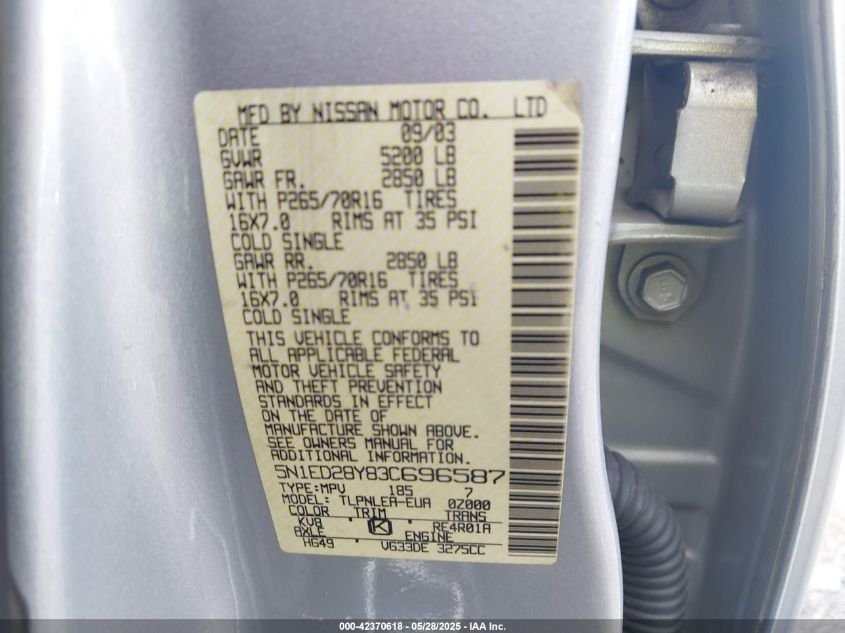 MFD BY NISSAN MOTOR CO. LTD
DATE 09/03
GVWR 5200 LB
GAWR FR. 2850 LB
WITH P265/70R16 TIRES
16X7.0 RIMS AT 35 PSI
COLD SINGLE
GAWR RR. 2850 LB
WITH P265/70R16 TIRES
16X7.0 RIMS AT 35 PSI
COLD SINGLE
THIS VEHICLE CONFORMS TO
ALL APPLICABLE FEDERAL
MOTOR VEHICLE SAFETY
AND THEFT PREVENTION
STANDARDS IN EFFECT
ON THE DATE OF
MANUFACTURE SHOWN ABOVE.
SEE OWNERS MANUAL FOR
ADDITIONAL INFORMATION
5N1ED28Y83C696587
TYPE:MPV 185 7
MODEL: TLPNLEA-EUA 0Z000
COLOR TRIM TRANS
KV8 K RE4R01A
AXLE ENGINE
HG49 VG33DE 3275CC
000-42370618 - 05/28/2025 - IAA Inc.